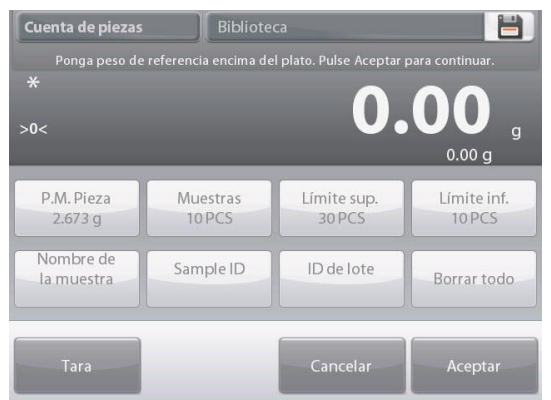 Cuenta de piezas
Biblioteca
Ponga peso de referencia encima del plato. Pulse Aceptar para continuar.
*
>0<
0.00 g
0.00 g
P.M. Pieza
2.673 g
Muestras
10 PCS
Límite sup.
30 PCS
Límite inf.
10 PCS
Nombre de
la muestra
Sample ID
ID de lote
Borrar todo
Tara
Cancelar
Aceptar